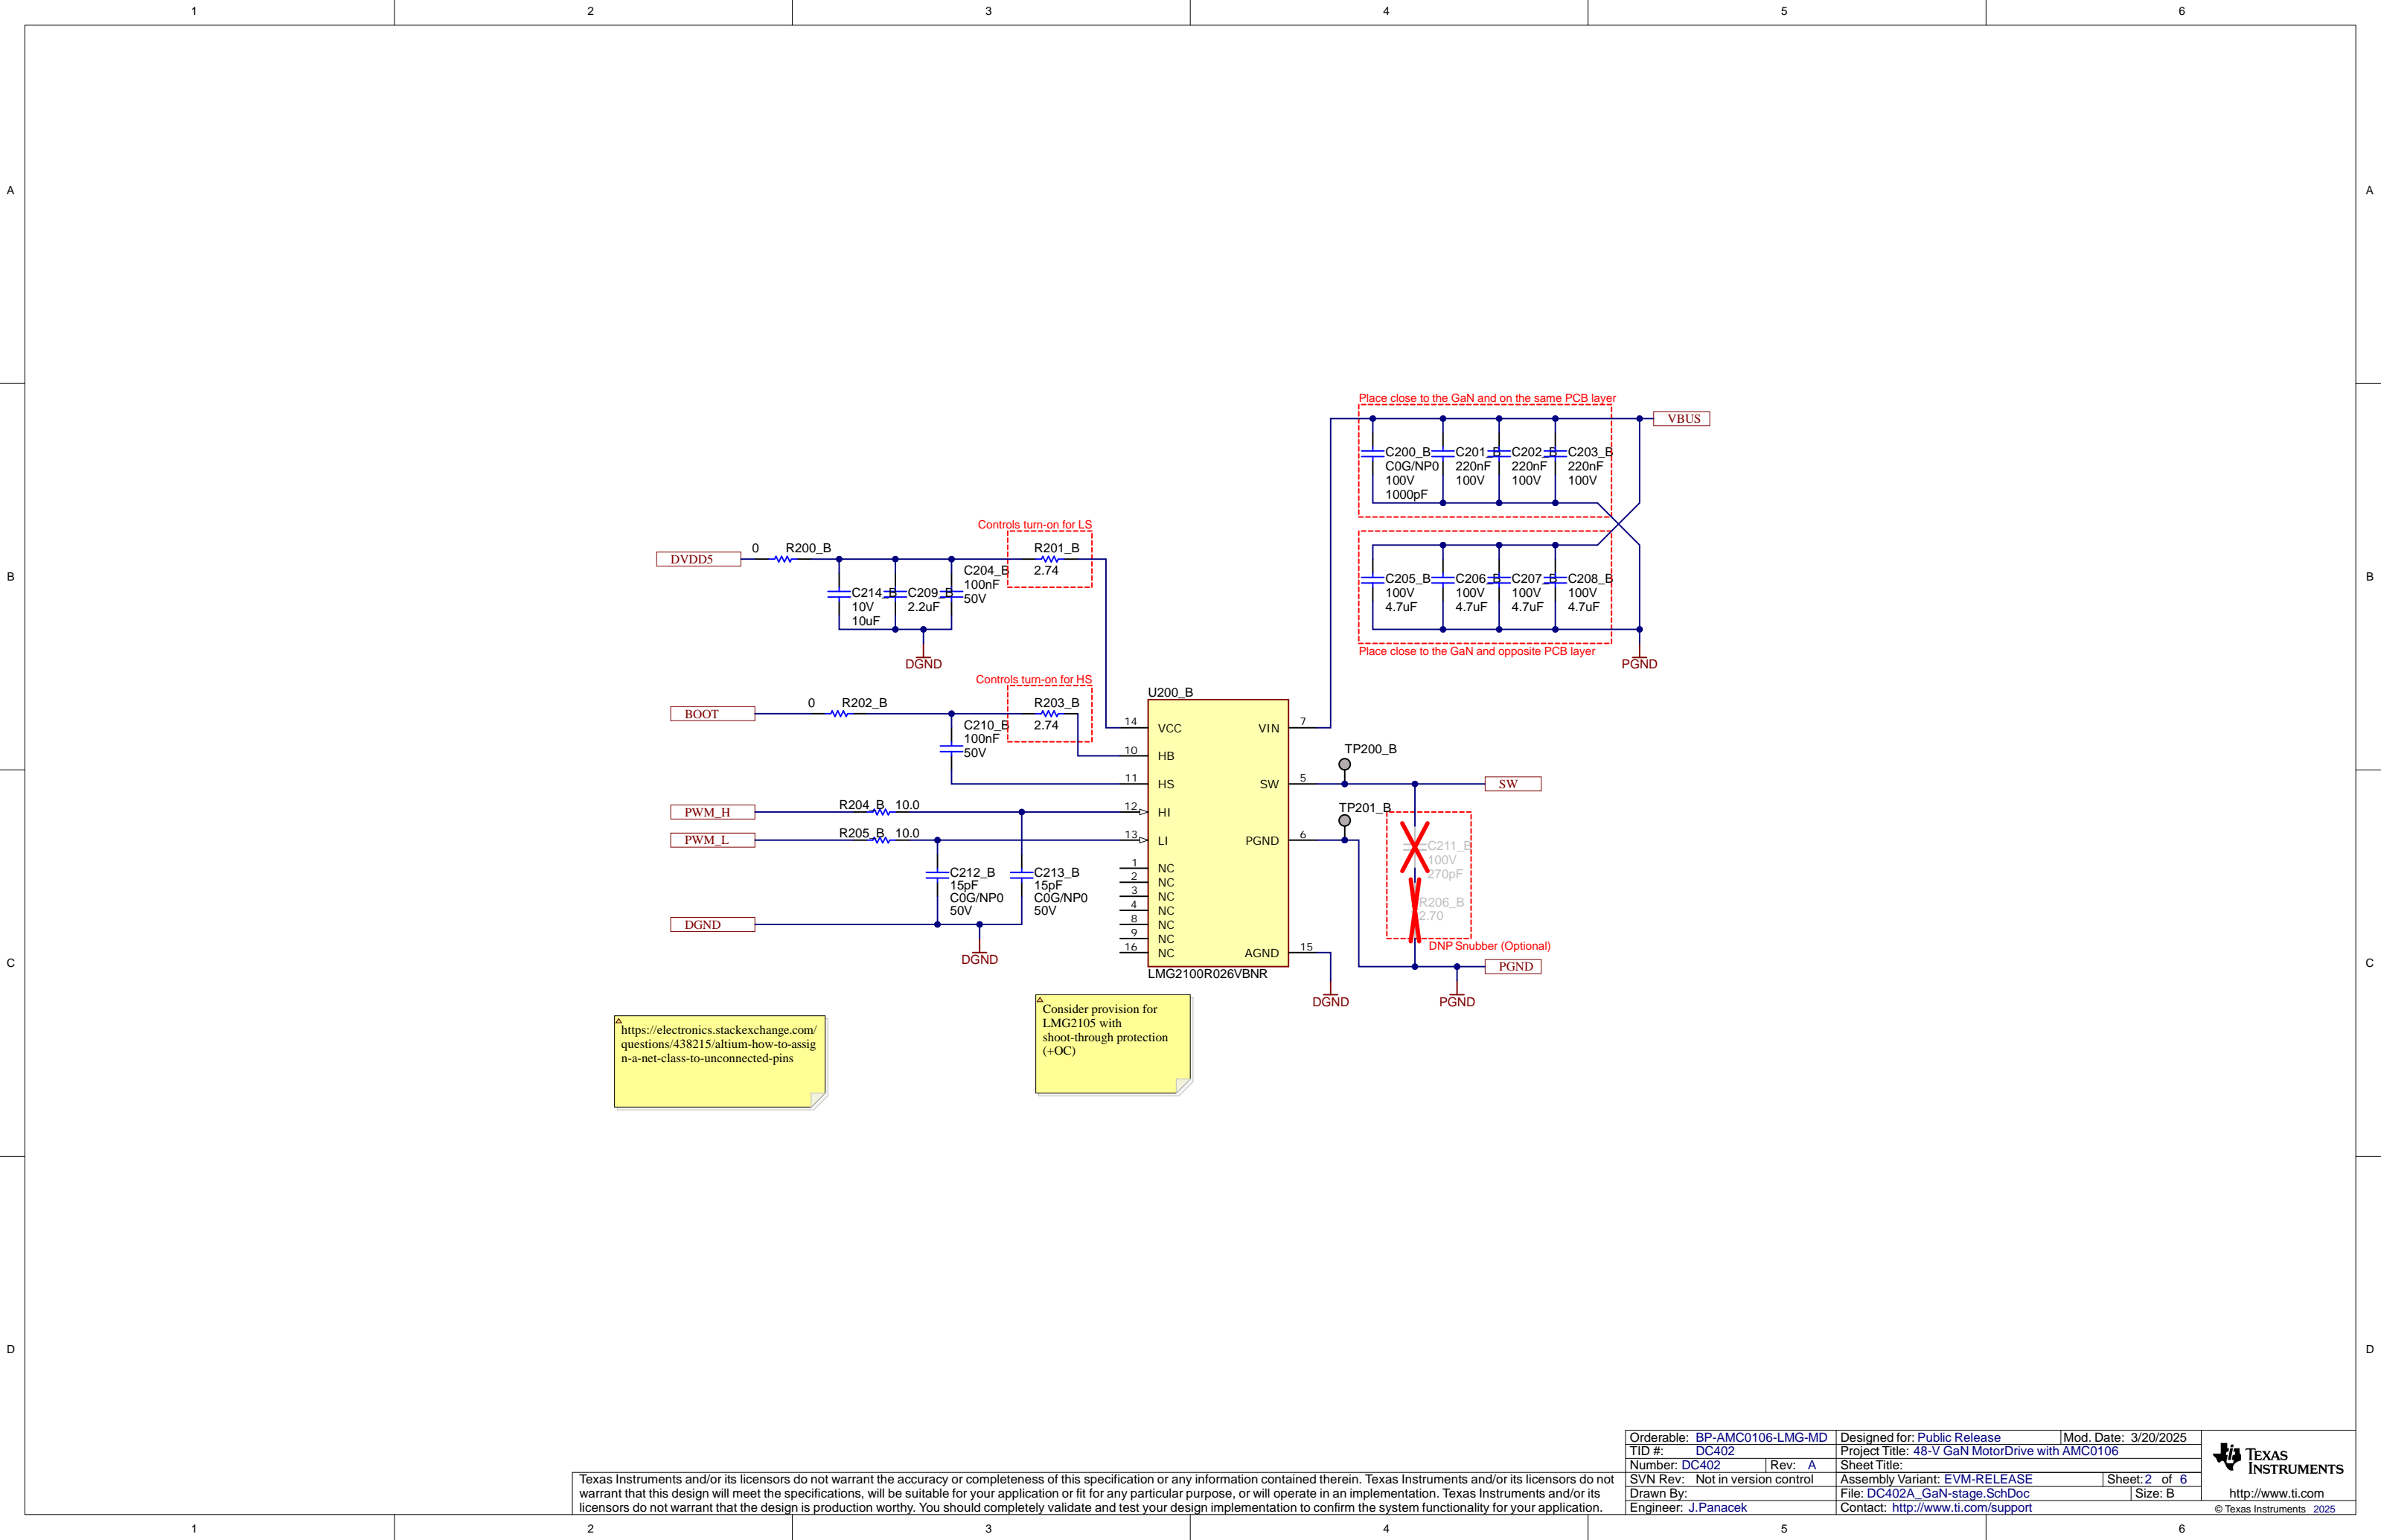 1 2 3 4 5 6
A A
B B
C C
D D
Place close to the GaN and on the same PCB layer
VBUS
C200_B C201_B C202_B C203_B
C0G/NP0 220nF 220nF 220nF
100V 100V 100V 100V
1000pF
Controls turn-on for LS
DVDD5 0 R200_B R201_B
2.74
C204_B
100nF
50V
C214_B C209_B
10V 2.2uF
10uF
DGND
C205_B C206_B C207_B C208_B
100V 100V 100V 100V
4.7uF 4.7uF 4.7uF 4.7uF
Place close to the GaN and opposite PCB layer
PGND
Controls turn-on for HS
BOOT 0 R202_B R203_B
2.74
C210_B
100nF
50V
U200_B
14 VCC VIN 7
10 HB
11 HS SW 5
12 HI
13 LI PGND 6
1 NC
2 NC
3 NC
4 NC
8 NC
9 NC
16 NC AGND 15
LMG2100R026VBNR
TP200_B
SW
TP201_B
PWM_H R204_B 10.0
PWM_L R205_B 10.0
C212_B C213_B
15pF 15pF
C0G/NP0 C0G/NP0
50V 50V
DGND
DGND
C211_B
100V
270pF
R206_B
2.70
DNP Snubber (Optional)
PGND
DGND PGND
https://electronics.stackexchange.com/
questions/438215/altium-how-to-assig
n-a-net-class-to-unconnected-pins
Consider provision for
LMG2105 with
shoot-through protection
(+OC)
Texas Instruments and/or its licensors do not warrant the accuracy or completeness of this specification or any information contained therein. Texas Instruments and/or its licensors do not
warrant that this design will meet the specifications, will be suitable for your application or fit for any particular purpose, or will operate in an implementation. Texas Instruments and/or its
licensors do not warrant that the design is production worthy. You should completely validate and test your design implementation to confirm the system functionality for your application.
Orderable: BP-AMC0106-LMG-MD Designed for: Public Release Mod. Date: 3/20/2025
TID #: DC402 Project Title: 48-V GaN MotorDrive with AMC0106
Number: DC402 Rev: A Sheet Title:
SVN Rev: Not in version control Assembly Variant: EVM-RELEASE Sheet: 2 of 6
Drawn By: File: DC402A_GaN-stage.SchDoc Size: B
Engineer: J.Panacek Contact: http://www.ti.com/support
TEXAS
INSTRUMENTS
http://www.ti.com
© Texas Instruments 2025
1 2 3 4 5 6